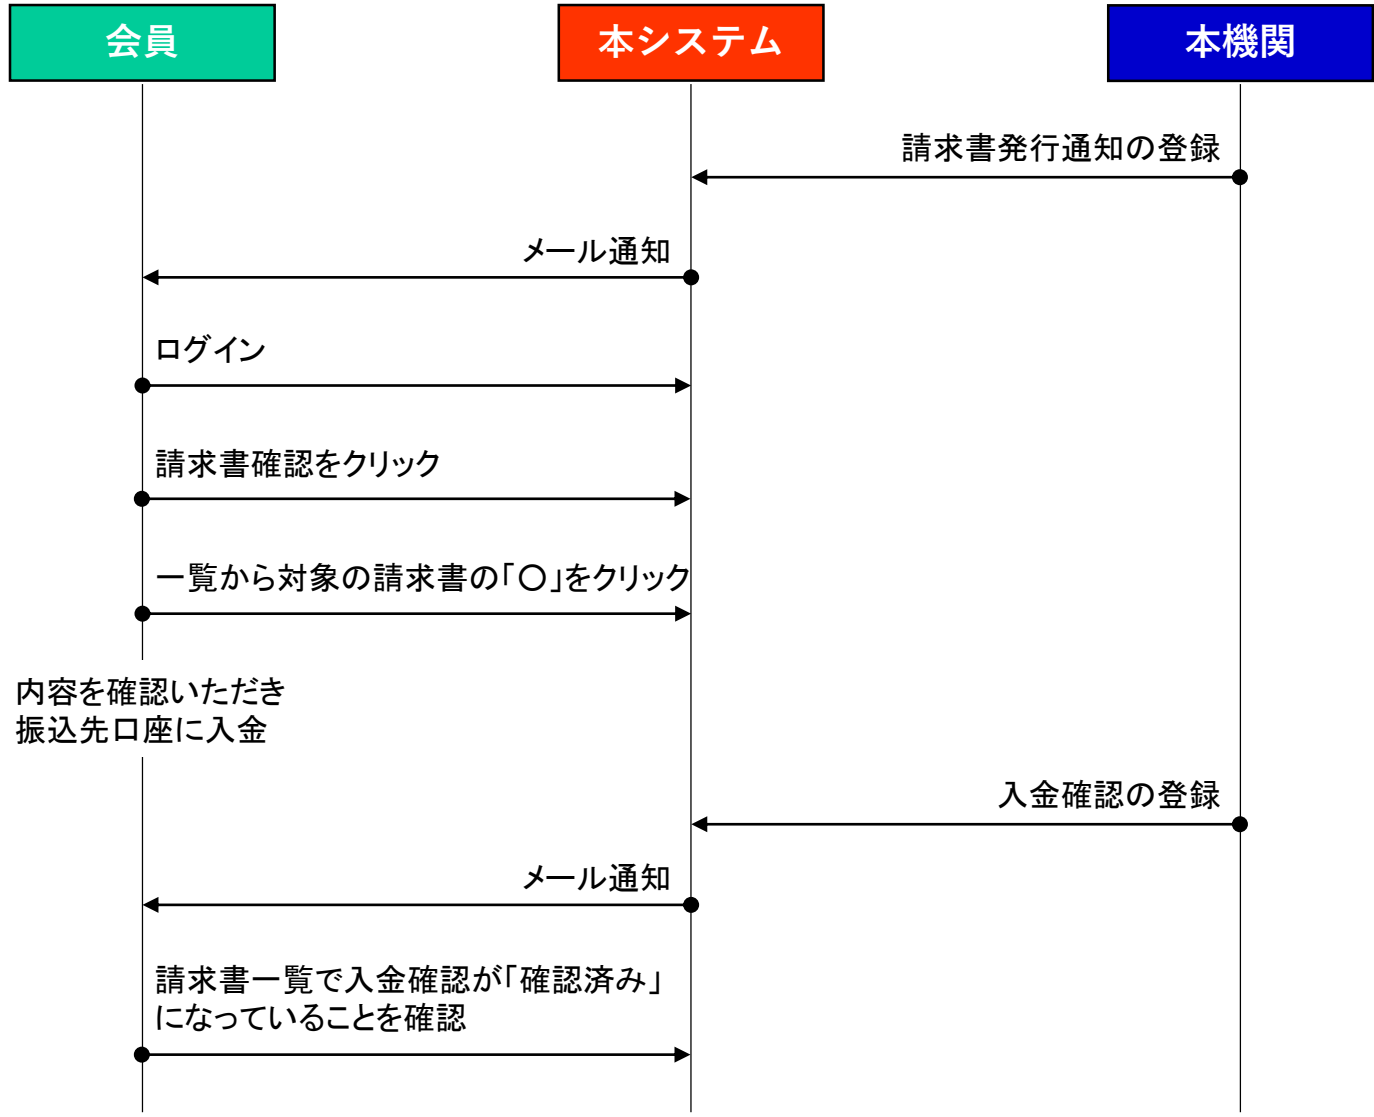 会員
本システム
本機関
請求書発行通知の登録
メール通知
ログイン
請求書確認をクリック
一覧から対象の請求書の「〇」をクリック
内容を確認いただき
振込先口座に入金
入金確認の登録
メール通知
請求書一覧で入金確認が「確認済み」
になっていることを確認